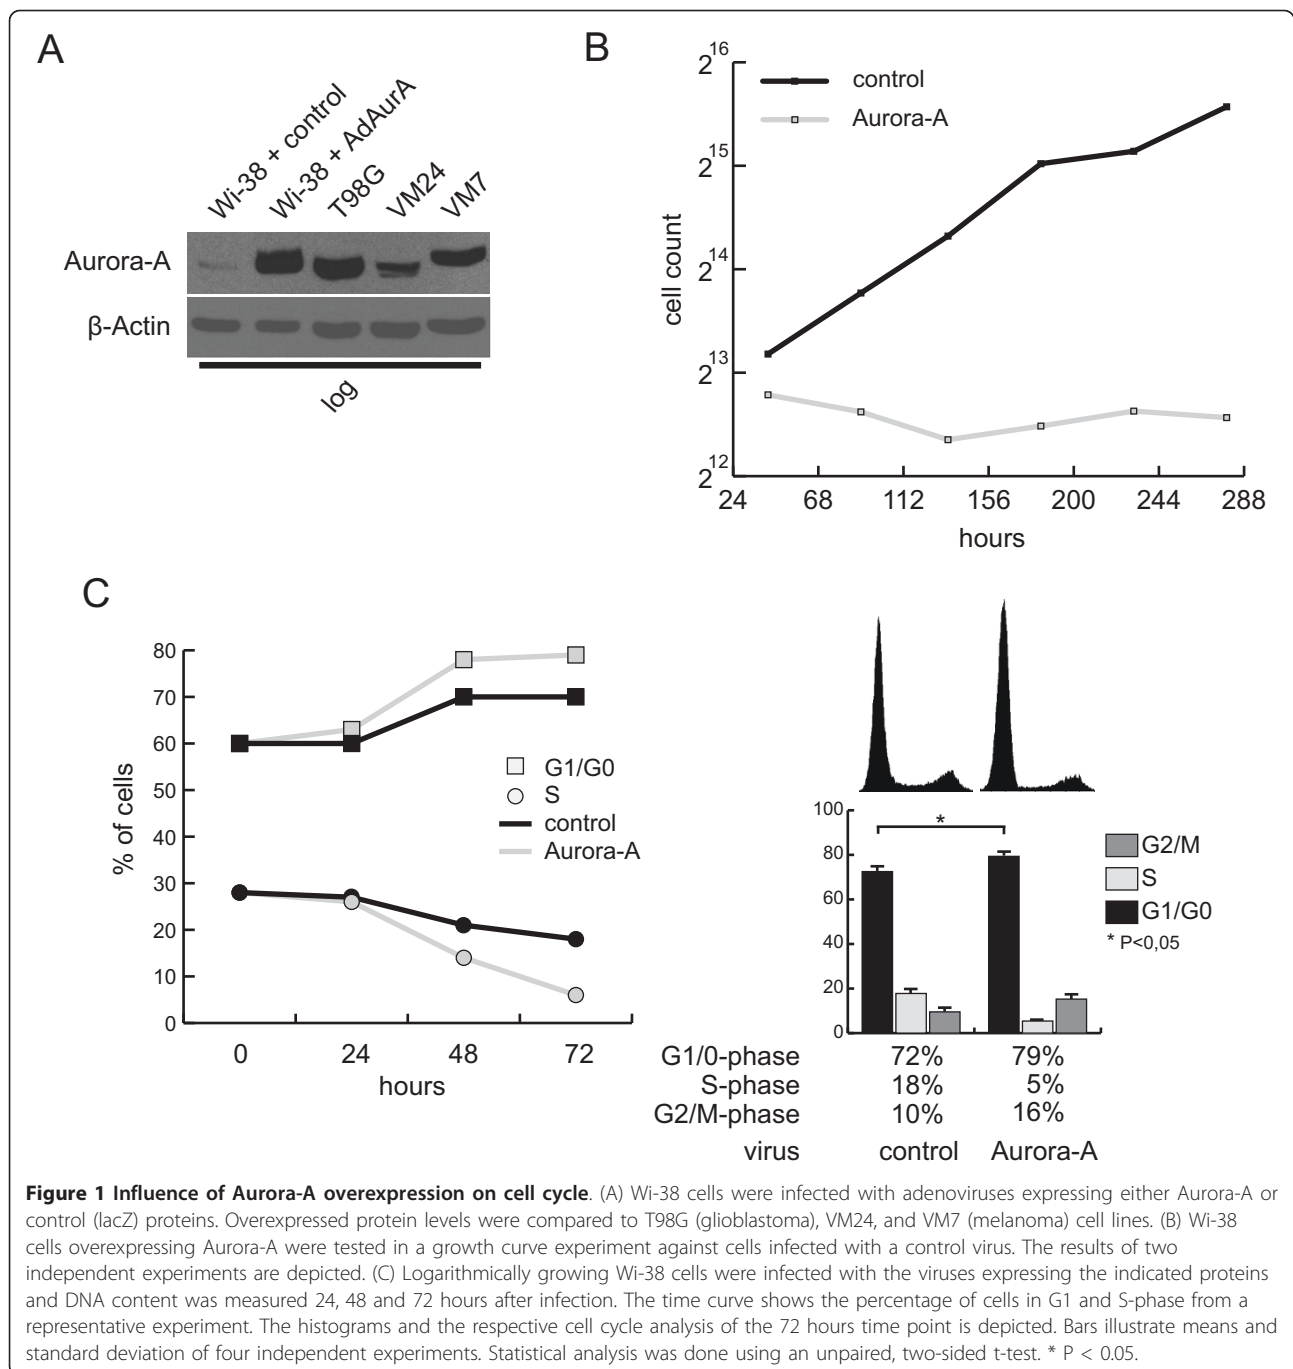 A
Wi-38 + control
Wi-38 + AdAurA
T98G
VM24
VM7
Aurora-A
β-Actin
log
B
2^16
2^15
2^14
2^13
2^12
cell count
control
Aurora-A
24 68 112 156 200 244 288
hours
C
80
70
60
50
40
30
20
10
0
% of cells
G1/G0
S
control
Aurora-A
0 24 48 72
hours
100
80
60
40
20
0
*
G2/M
S
G1/G0
* P<0,05
G1/0-phase 72% 79%
S-phase 18% 5%
G2/M-phase 10% 16%
virus control Aurora-A
Figure 1 Influence of Aurora-A overexpression on cell cycle. (A) Wi-38 cells were infected with adenoviruses expressing either Aurora-A or
control (lacZ) proteins. Overexpressed protein levels were compared to T98G (glioblastoma), VM24, and VM7 (melanoma) cell lines. (B) Wi-38
cells overexpressing Aurora-A were tested in a growth curve experiment against cells infected with a control virus. The results of two
independent experiments are depicted. (C) Logarithmically growing Wi-38 cells were infected with the viruses expressing the indicated proteins
and DNA content was measured 24, 48 and 72 hours after infection. The time curve shows the percentage of cells in G1 and S-phase from a
representative experiment. The histograms and the respective cell cycle analysis of the 72 hours time point is depicted. Bars illustrate means and
standard deviation of four independent experiments. Statistical analysis was done using an unpaired, two-sided t-test. * P < 0.05.